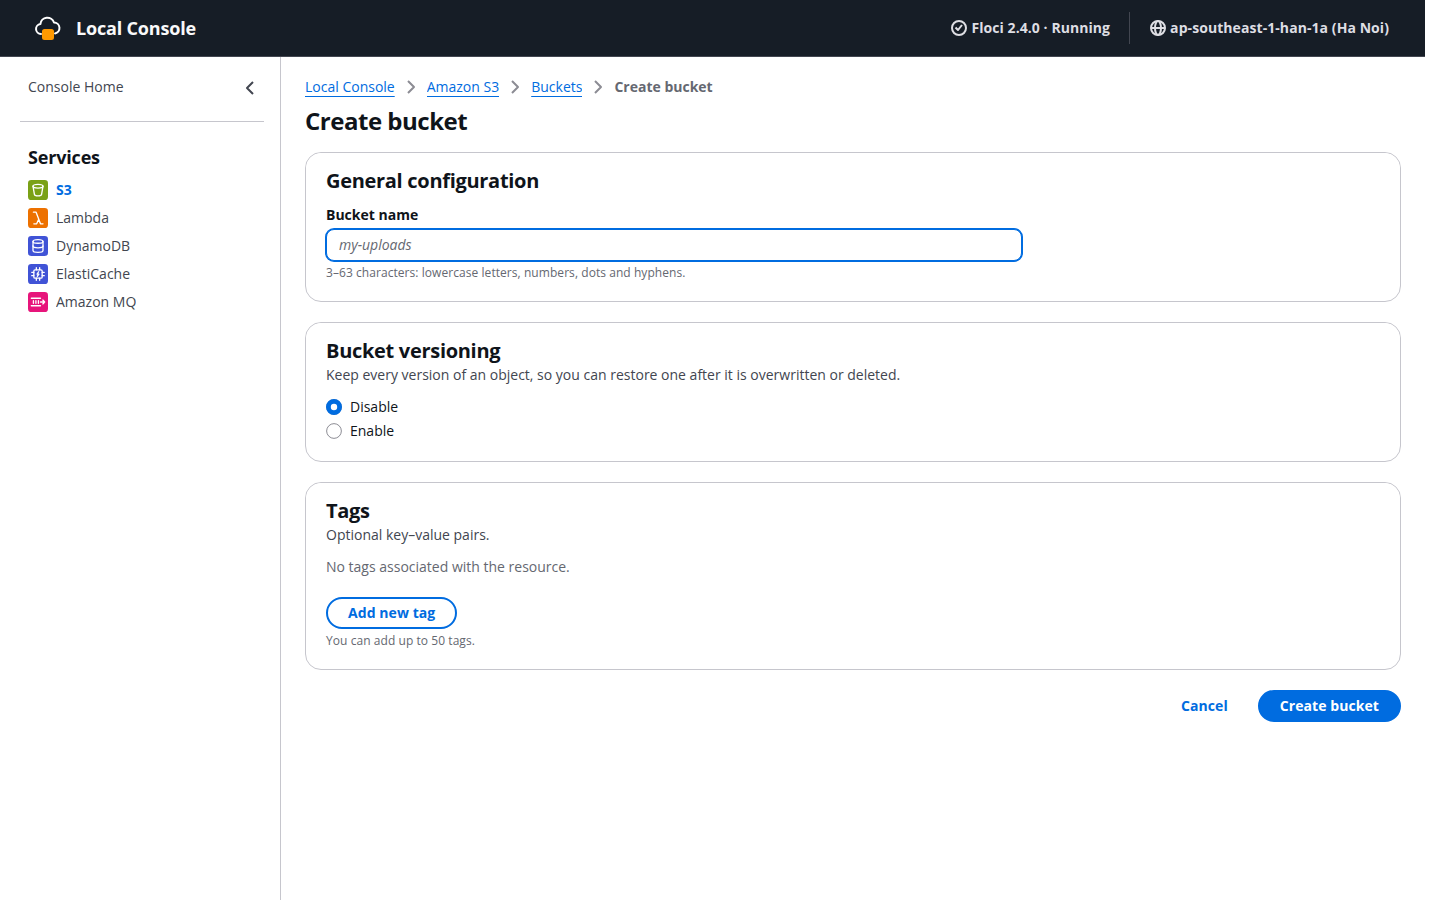 Local Console
Floci 2.4.0 · Running
ap-southeast-1-han-1a (Ha Noi)
Console Home
Services
S3
Lambda
DynamoDB
ElastiCache
Amazon MQ
Local Console > Amazon S3 > Buckets > Create bucket
Create bucket
General configuration
Bucket name
my-uploads
3–63 characters: lowercase letters, numbers, dots and hyphens.
Bucket versioning
Keep every version of an object, so you can restore one after it is overwritten or deleted.
Disable
Enable
Tags
Optional key–value pairs.
No tags associated with the resource.
Add new tag
You can add up to 50 tags.
Cancel
Create bucket